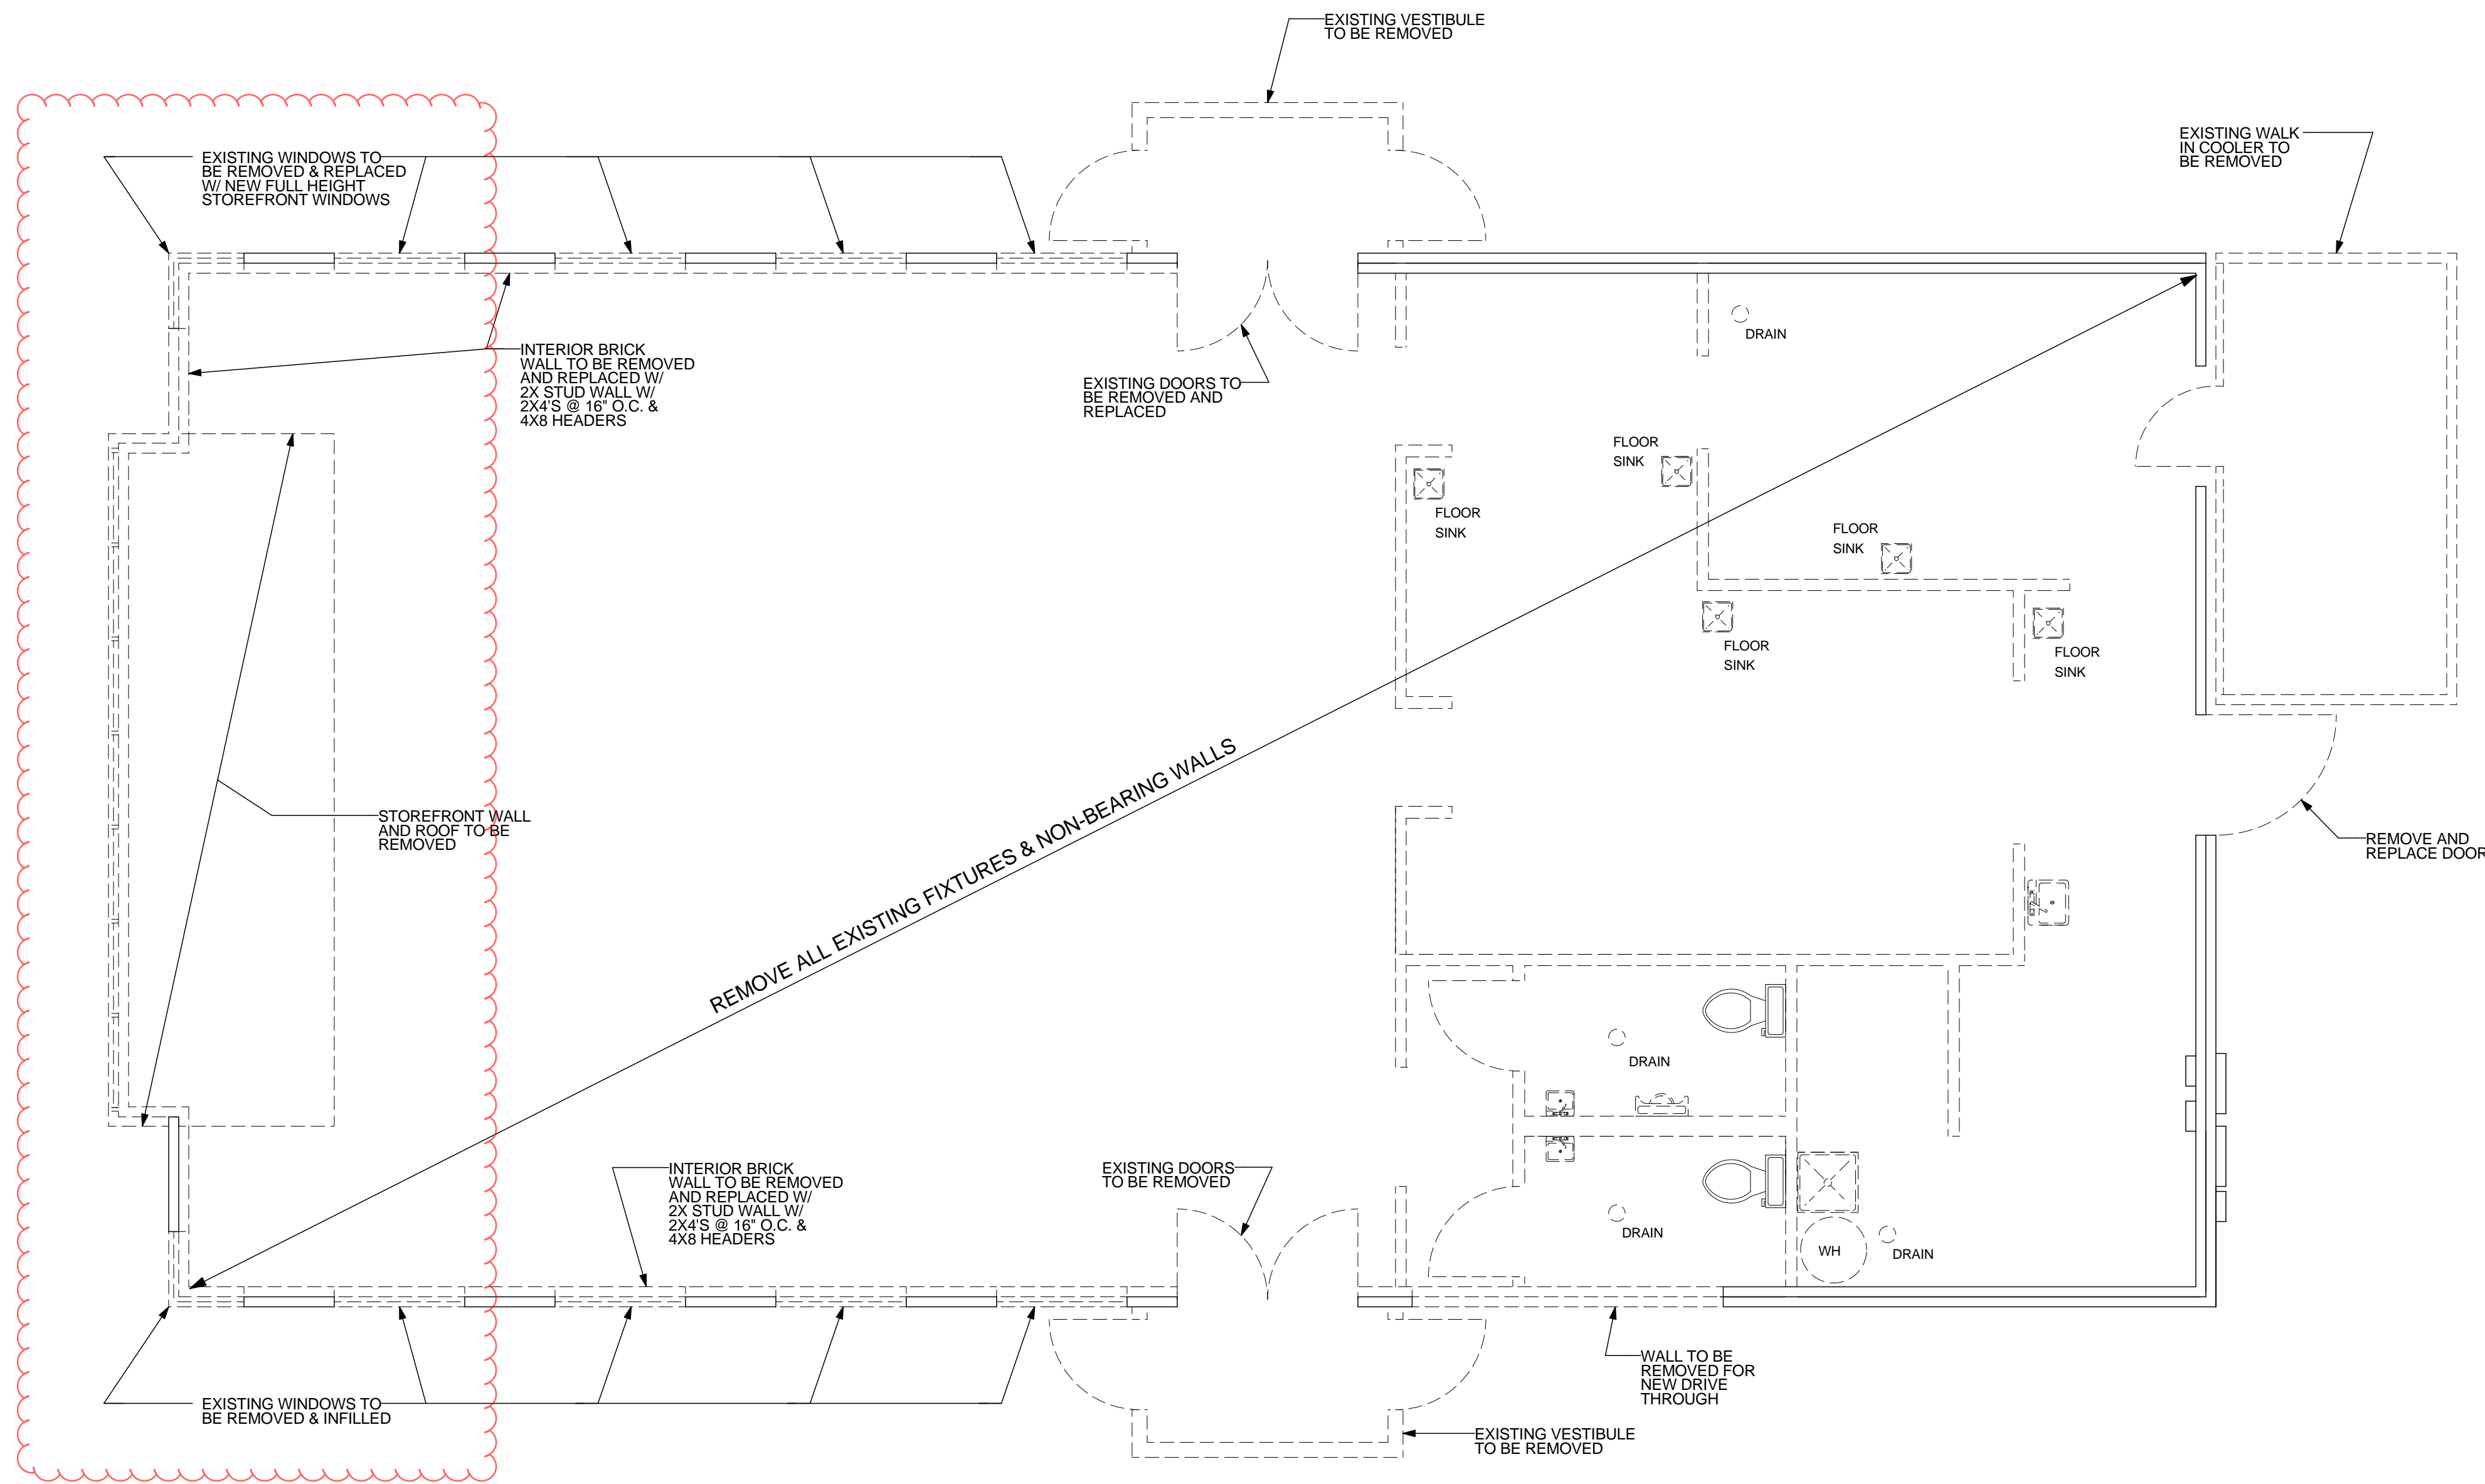 EXISTING VESTIBULE
TO BE REMOVED
EXISTING WALK
IN COOLER TO
BE REMOVED
EXISTING WINDOWS TO
BE REMOVED & REPLACED
W/ NEW FULL HEIGHT
STOREFRONT WINDOWS
DRAIN
INTERIOR BRICK
WALL TO BE REMOVED
AND REPLACED W/
2X STUD WALL W/
2X4'S @ 16" O.C. &
4X8 HEADERS
EXISTING DOORS TO
BE REMOVED AND
REPLACED
FLOOR
SINK
FLOOR
SINK
FLOOR
SINK
FLOOR
SINK
FLOOR
SINK
REMOVE ALL EXISTING FIXTURES & NON-BEARING WALLS
STOREFRONT WALL
AND ROOF TO BE
REMOVED
REMOVE AND
REPLACE DOOR
DRAIN
INTERIOR BRICK
WALL TO BE REMOVED
AND REPLACED W/
2X STUD WALL W/
2X4'S @ 16" O.C. &
4X8 HEADERS
EXISTING DOORS
TO BE REMOVED
DRAIN
WH
DRAIN
WALL TO BE
REMOVED FOR
NEW DRIVE
THROUGH
EXISTING WINDOWS TO
BE REMOVED & INFILLED
EXISTING VESTIBULE
TO BE REMOVED